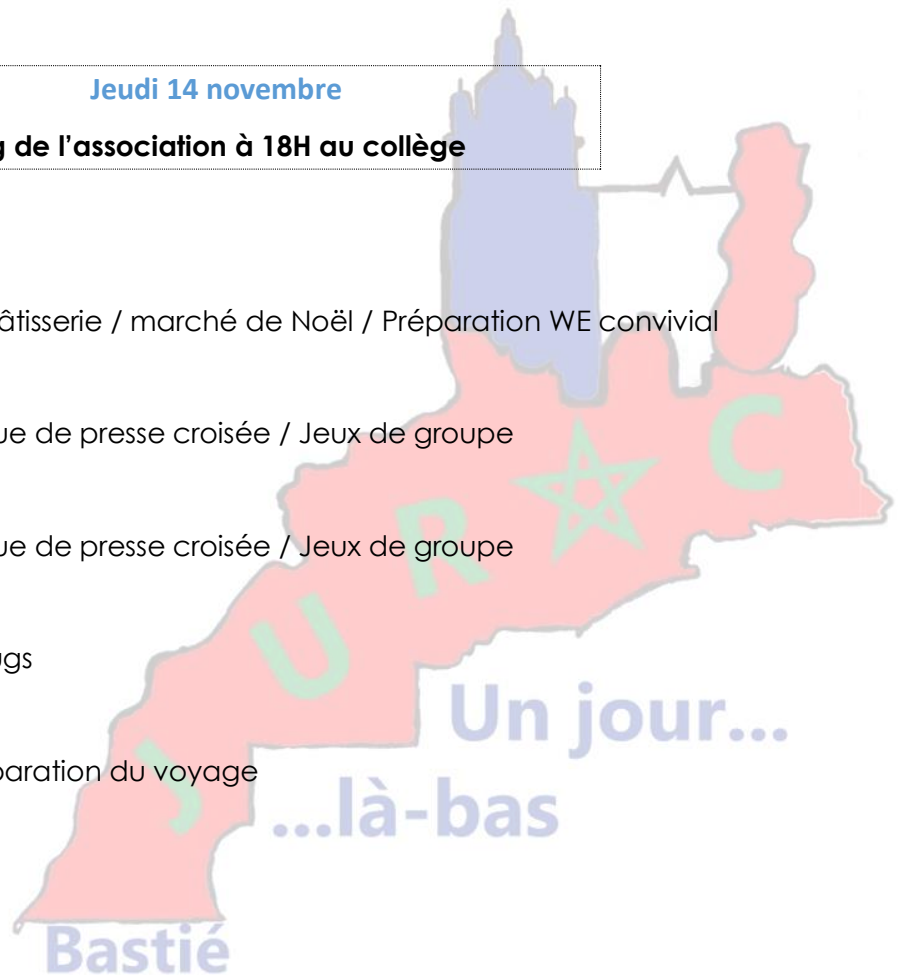 Jeudi 14 novembre
g de l’association à 18H au collège
âtisserie / marché de Noël / Préparation WE convivial
ue de presse croisée / Jeux de groupe
ue de presse croisée / Jeux de groupe
ugs
paration du voyage
J U R C
Un jour...
...là-bas
Bastié